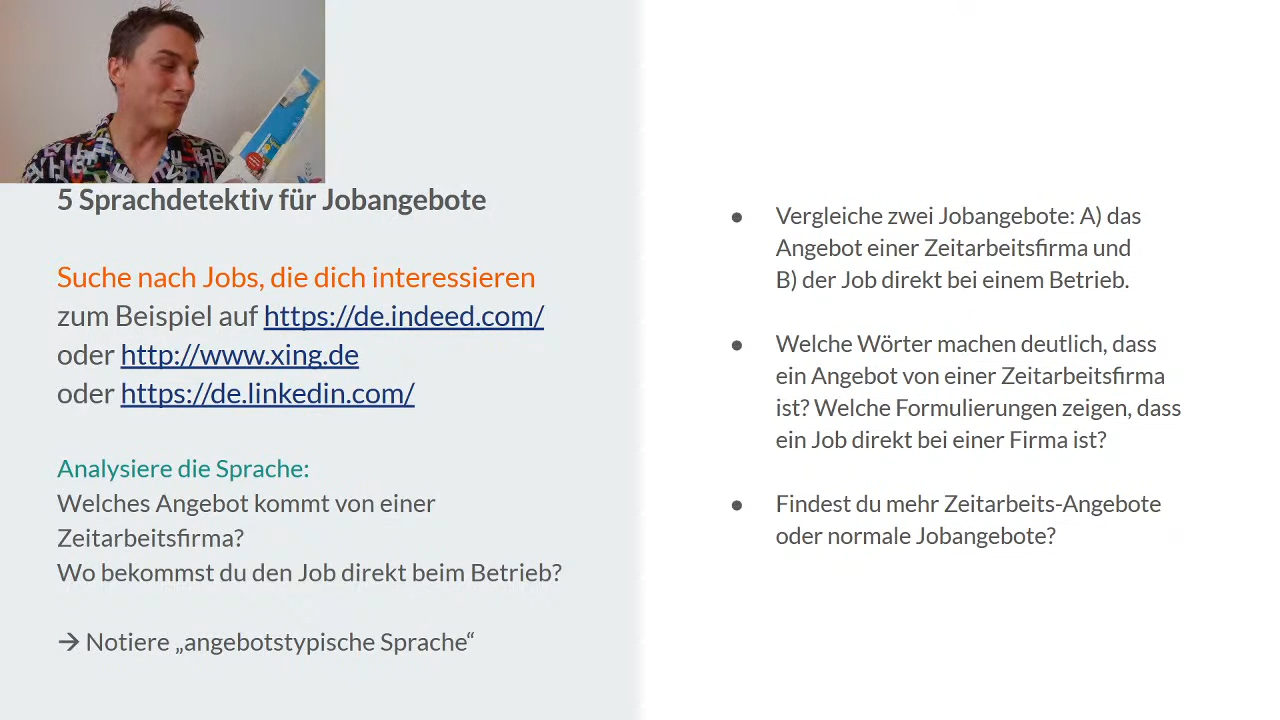 5 Sprachdetektiv für Jobangebote
Suche nach Jobs, die dich interessieren
zum Beispiel auf https://de.indeed.com/
oder http://www.xing.de
oder https://de.linkedin.com/
Analysiere die Sprache:
Welches Angebot kommt von einer
Zeitarbeitsfirma?
Wo bekommst du den Job direkt beim Betrieb?
→ Notiere „angebotstypische Sprache“
● Vergleiche zwei Jobangebote: A) das
Angebot einer Zeitarbeitsfirma und
B) der Job direkt bei einem Betrieb.
● Welche Wörter machen deutlich, dass
ein Angebot von einer Zeitarbeitsfirma
ist? Welche Formulierungen zeigen, dass
ein Job direkt bei einer Firma ist?
● Findest du mehr Zeitarbeits-Angebote
oder normale Jobangebote?